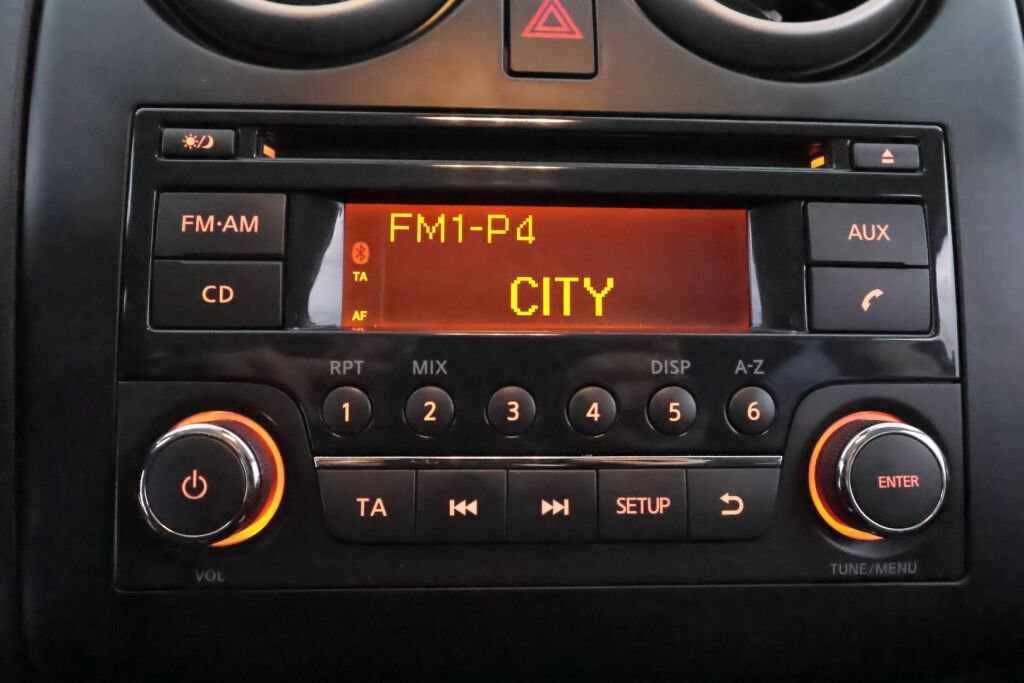 FM·AM
CD
FM1-P4
TA
AF
CITY
AUX
RPT MIX DISP A-Z
1 2 3 4 5 6
TA SETUP
VOL
ENTER
TUNE/MENU